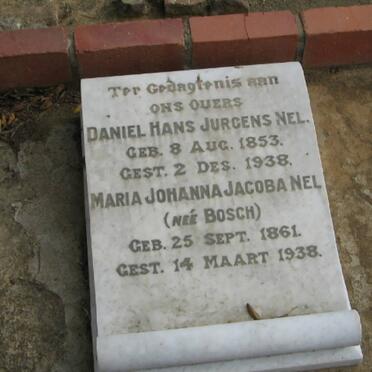 Ter Gedagtenis aan
ons ouers
Daniel Hans Jurgens Nel.
Geb. 8 Aug. 1853.
Gest. 2 Des. 1938.
Maria Johanna Jacoba Nel
(neé Bosch)
Geb. 25 Sept. 1861.
Gest. 14 Maart 1938.